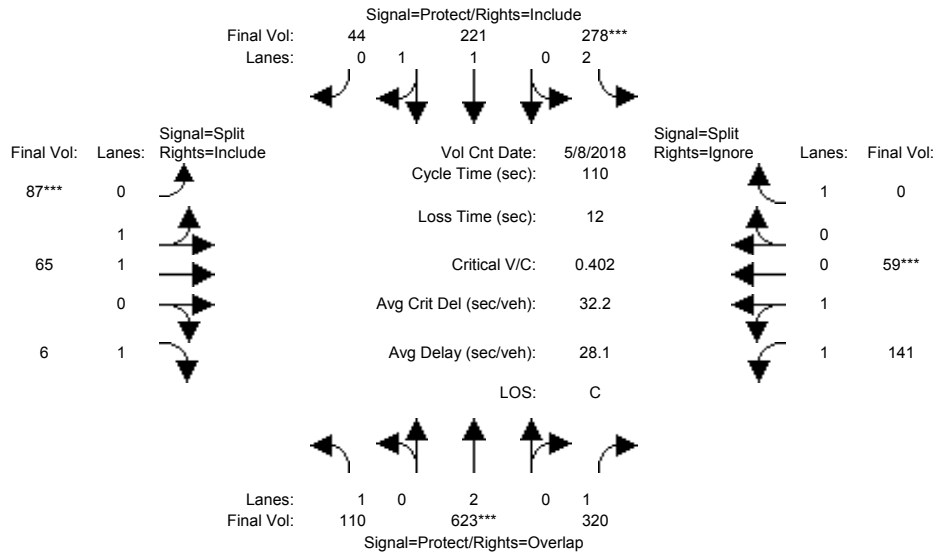 Signal=Protect/Rights=Include
Final Vol: 44 221 278***
Lanes: 0 1 1 0 2
Signal=Split
Final Vol: Lanes: Rights=Include
Vol Cnt Date: 5/8/2018
Signal=Split
Rights=Ignore Lanes: Final Vol:
Cycle Time (sec): 110
87*** 0
1 0
Loss Time (sec): 12
1
0
65 1
Critical V/C: 0.402
0 59***
0
Avg Crit Del (sec/veh): 32.2
1
6 1
Avg Delay (sec/veh): 28.1
1 141
LOS: C
Lanes: 1 0 2 0 1
Final Vol: 110 623*** 320
Signal=Protect/Rights=Overlap